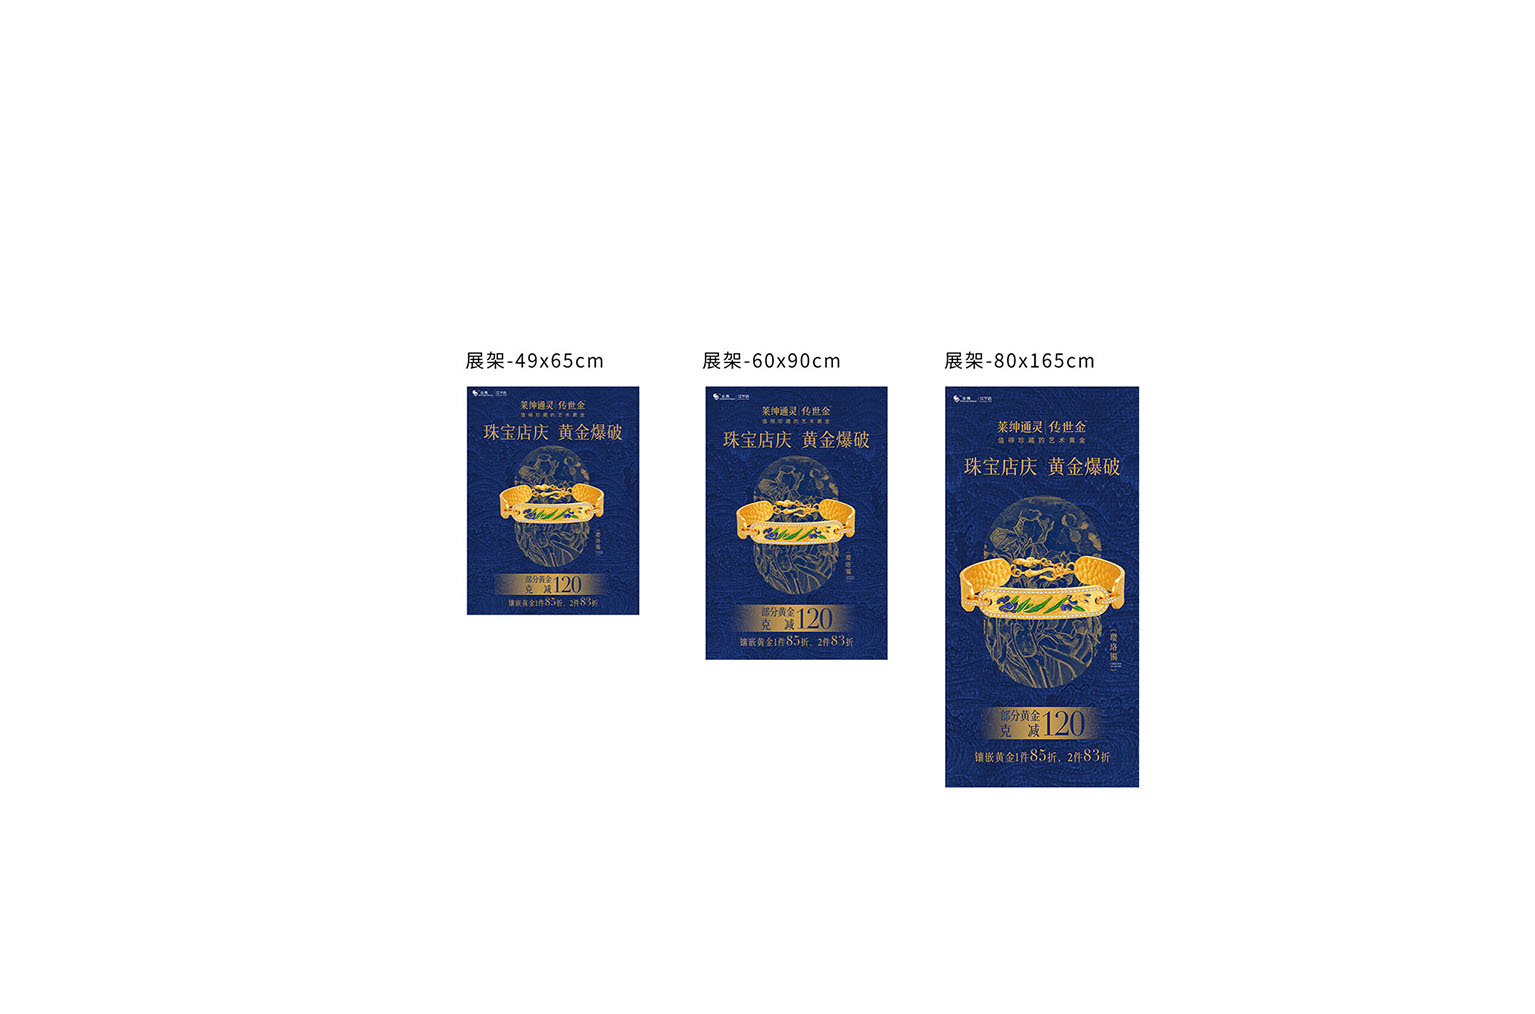 展架-49x65cm
莱绅通灵 传世金
值得珍藏的艺术黄金
珠宝店庆 黄金爆破
部分黄金
克 减 120
镶嵌黄金1件85折、2件83折
展架-60x90cm
莱绅通灵 传世金
值得珍藏的艺术黄金
珠宝店庆 黄金爆破
部分黄金
克 减 120
镶嵌黄金1件85折、2件83折
展架-80x165cm
莱绅通灵 传世金
值得珍藏的艺术黄金
珠宝店庆 黄金爆破
部分黄金
克 减 120
镶嵌黄金1件85折、2件83折